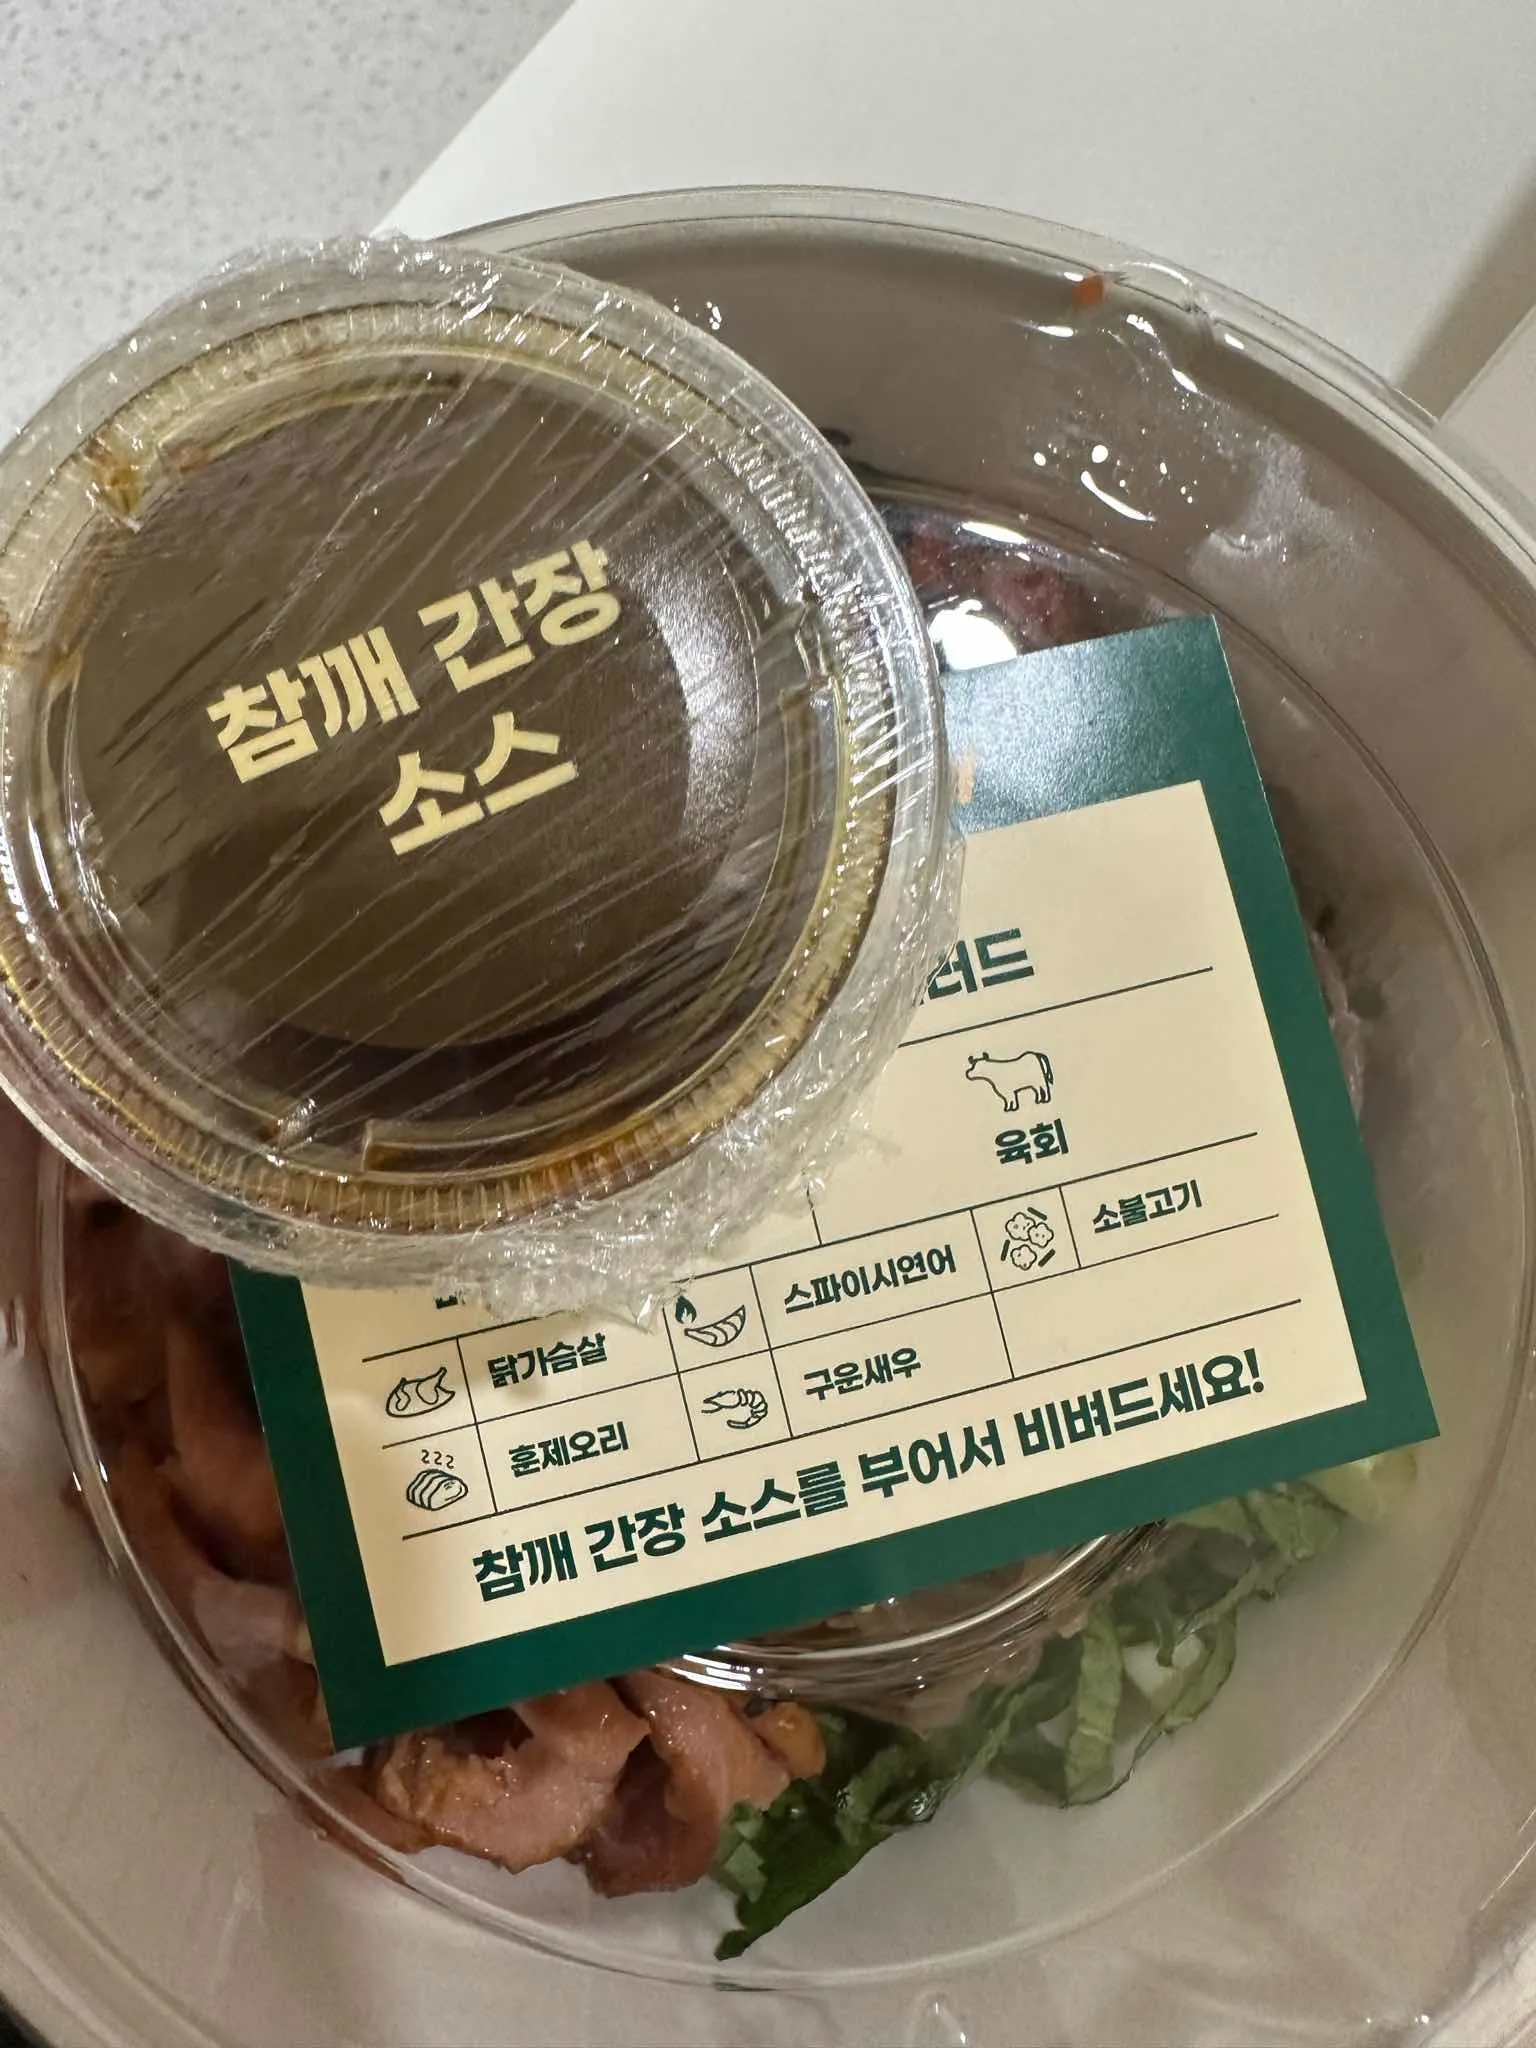 참깨 간장
소스
러드
육회
소불고기
스파이시연어
닭가슴살
구운새우
훈제오리
참깨 간장 소스를 부어서 비벼드세요!